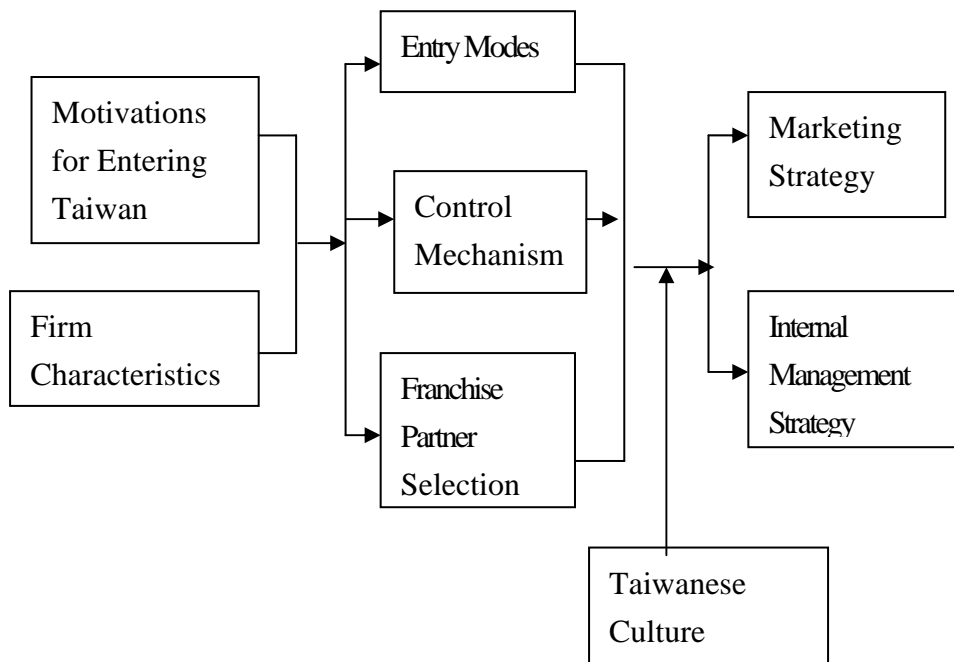 Motivations
for Entering
Taiwan
Firm
Characteristics
Entry Modes
Control
Mechanism
Franchise
Partner
Selection
Marketing
Strategy
Internal
Management
Strategy
Taiwanese
Culture